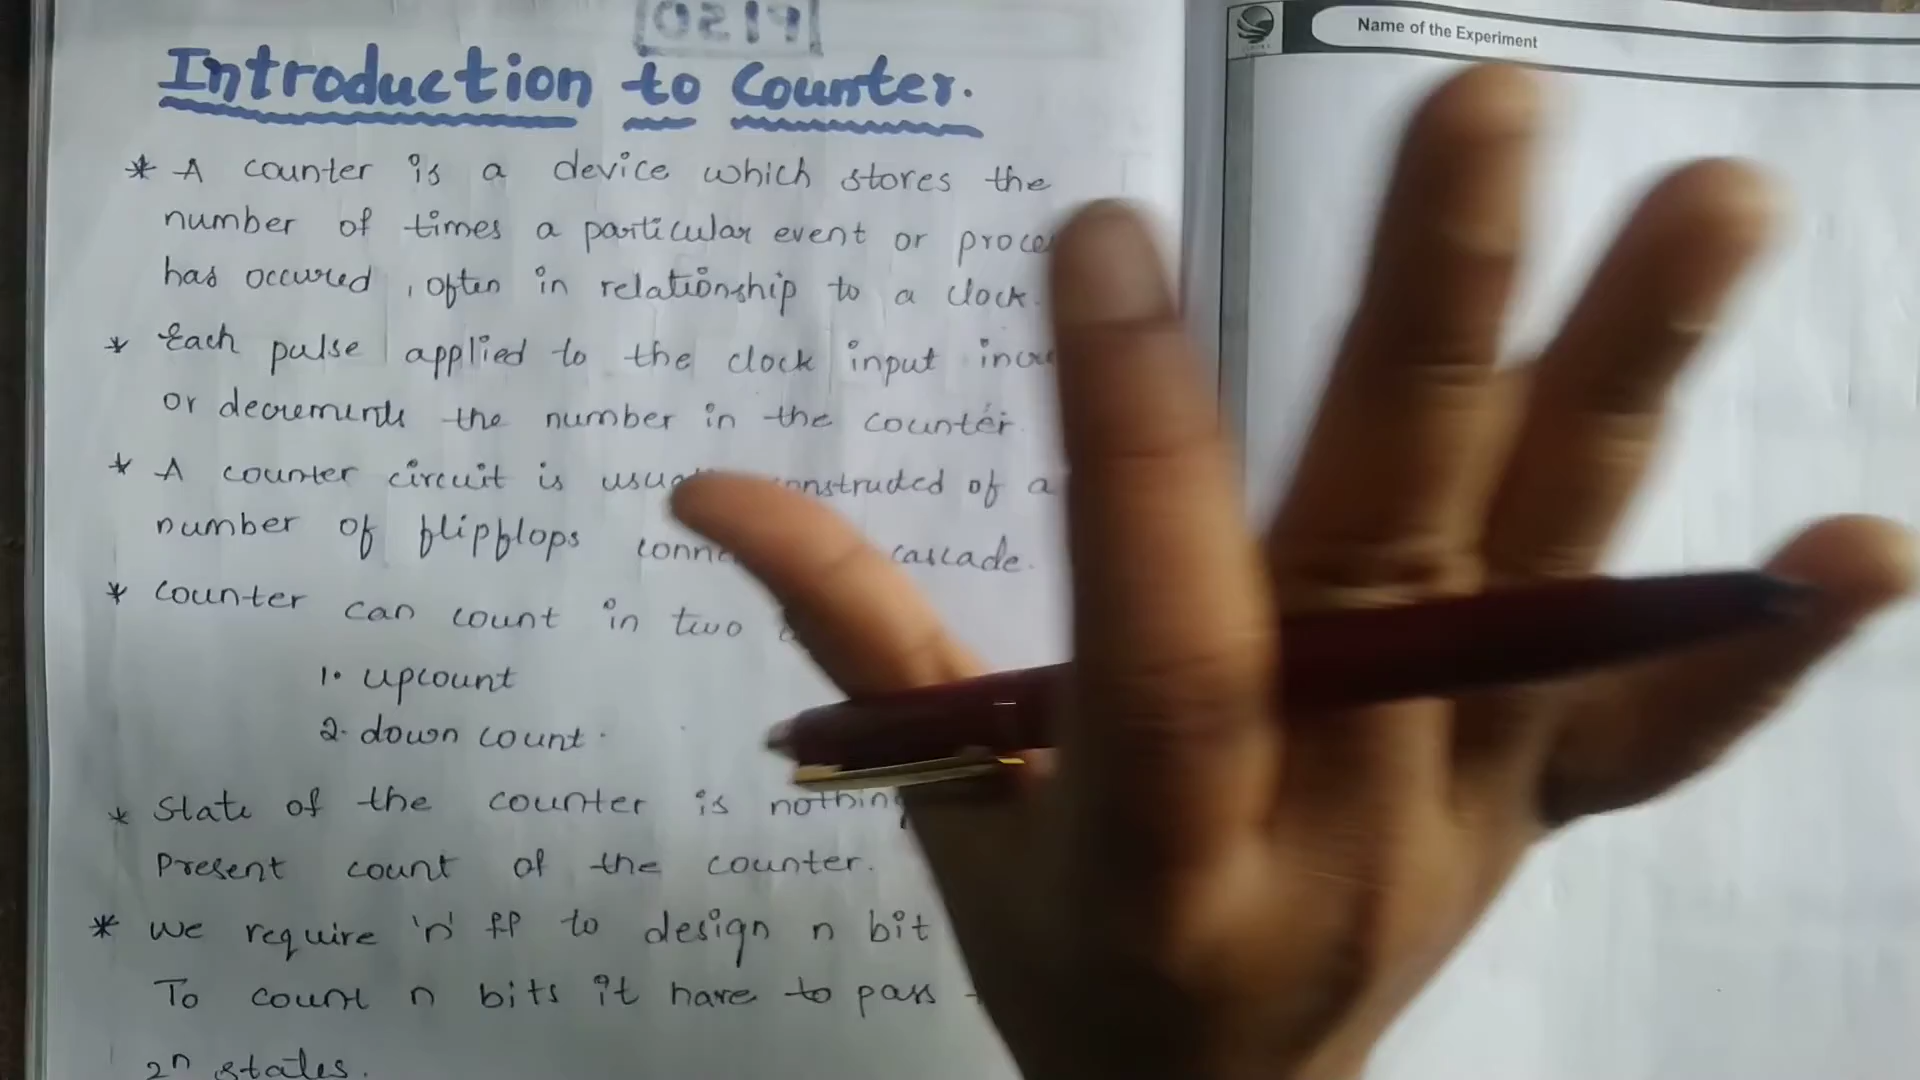 Introduction to Counter.
* A counter is a device which stores the
number of times a particular event or
has occured, often in relationship to a clock.
* Each pulse applied to the clock input
or decrements the number in the counter.
* A counter circuit is of a
number of flipflops cascade.
* counter can count in two
1. upcount
2. down count.
* State of the counter is nothing
Present count of the counter.
* we require 'n' ff to design n bit
To count n bits it have to pass
2n states.
Name of the Experiment